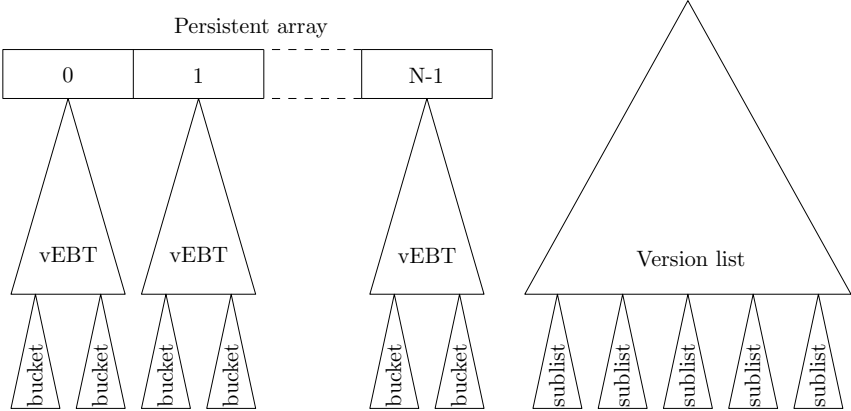 Persistent array
0 1 N-1
vEBT vEBT vEBT Version list
bucket bucket bucket bucket bucket bucket sublist sublist sublist sublist sublist